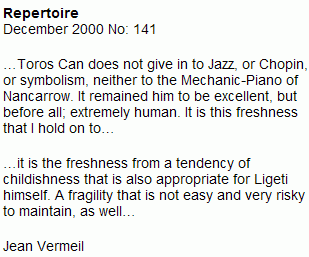 Repertoire
December 2000 No: 141
…Toros Can does not give in to Jazz, or Chopin,
or symbolism, neither to the Mechanic-Piano of
Nancarrow. It remained him to be excellent, but
before all; extremely human. It is this freshness
that I hold on to…
…it is the freshness from a tendency of
childishness that is also appropriate for Ligeti
himself. A fragility that is not easy and very risky
to maintain, as well…
Jean Vermeil